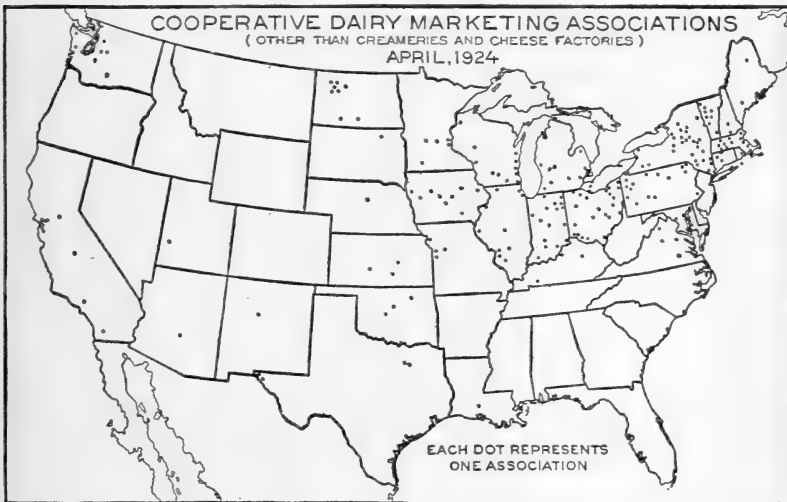 COOPERATIVE DAIRY MARKETING ASSOCIATIONS
( OTHER THAN CREAMERIES AND CHEESE FACTORIES )
APRIL, 1924
EACH DOT REPRESENTS
ONE ASSOCIATION